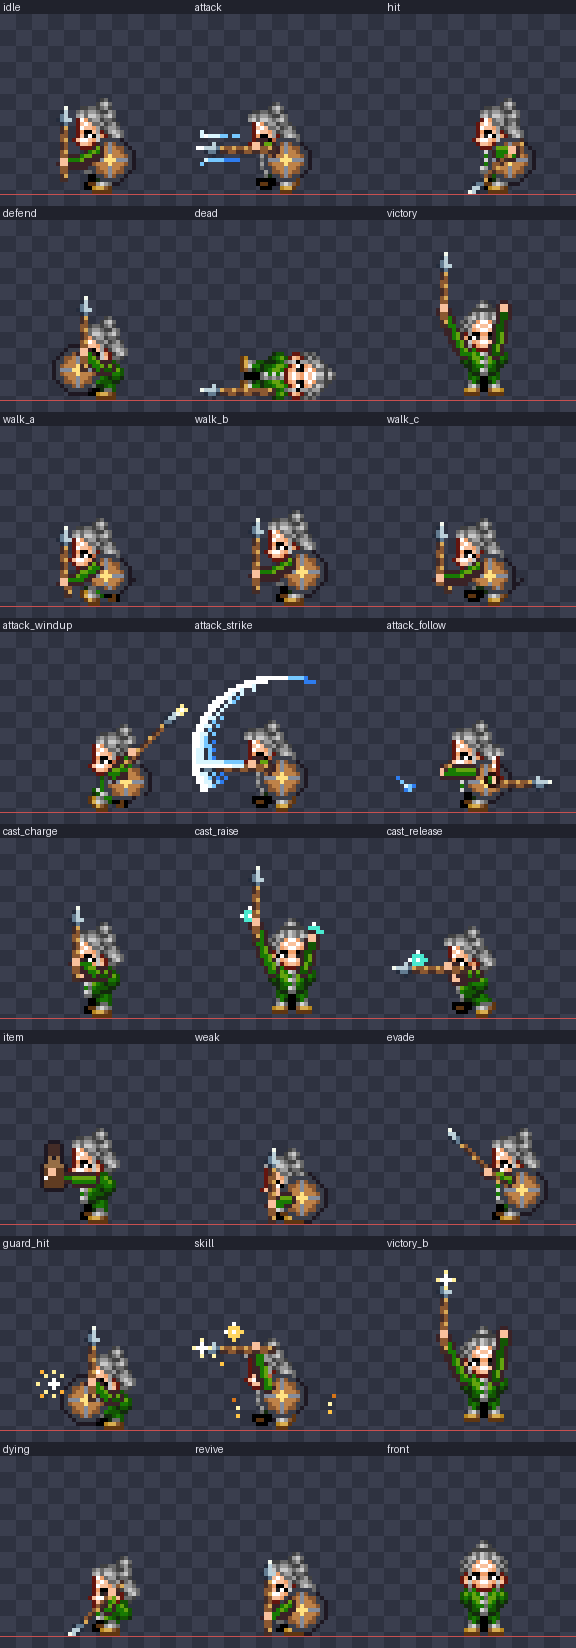 idle
attack
hit
defend
dead
victory
walk_a
walk_b
walk_c
attack_windup
attack_strike
attack_follow
cast_charge
cast_raise
cast_release
item
weak
evade
guard_hit
skill
victory_b
dying
revive
front